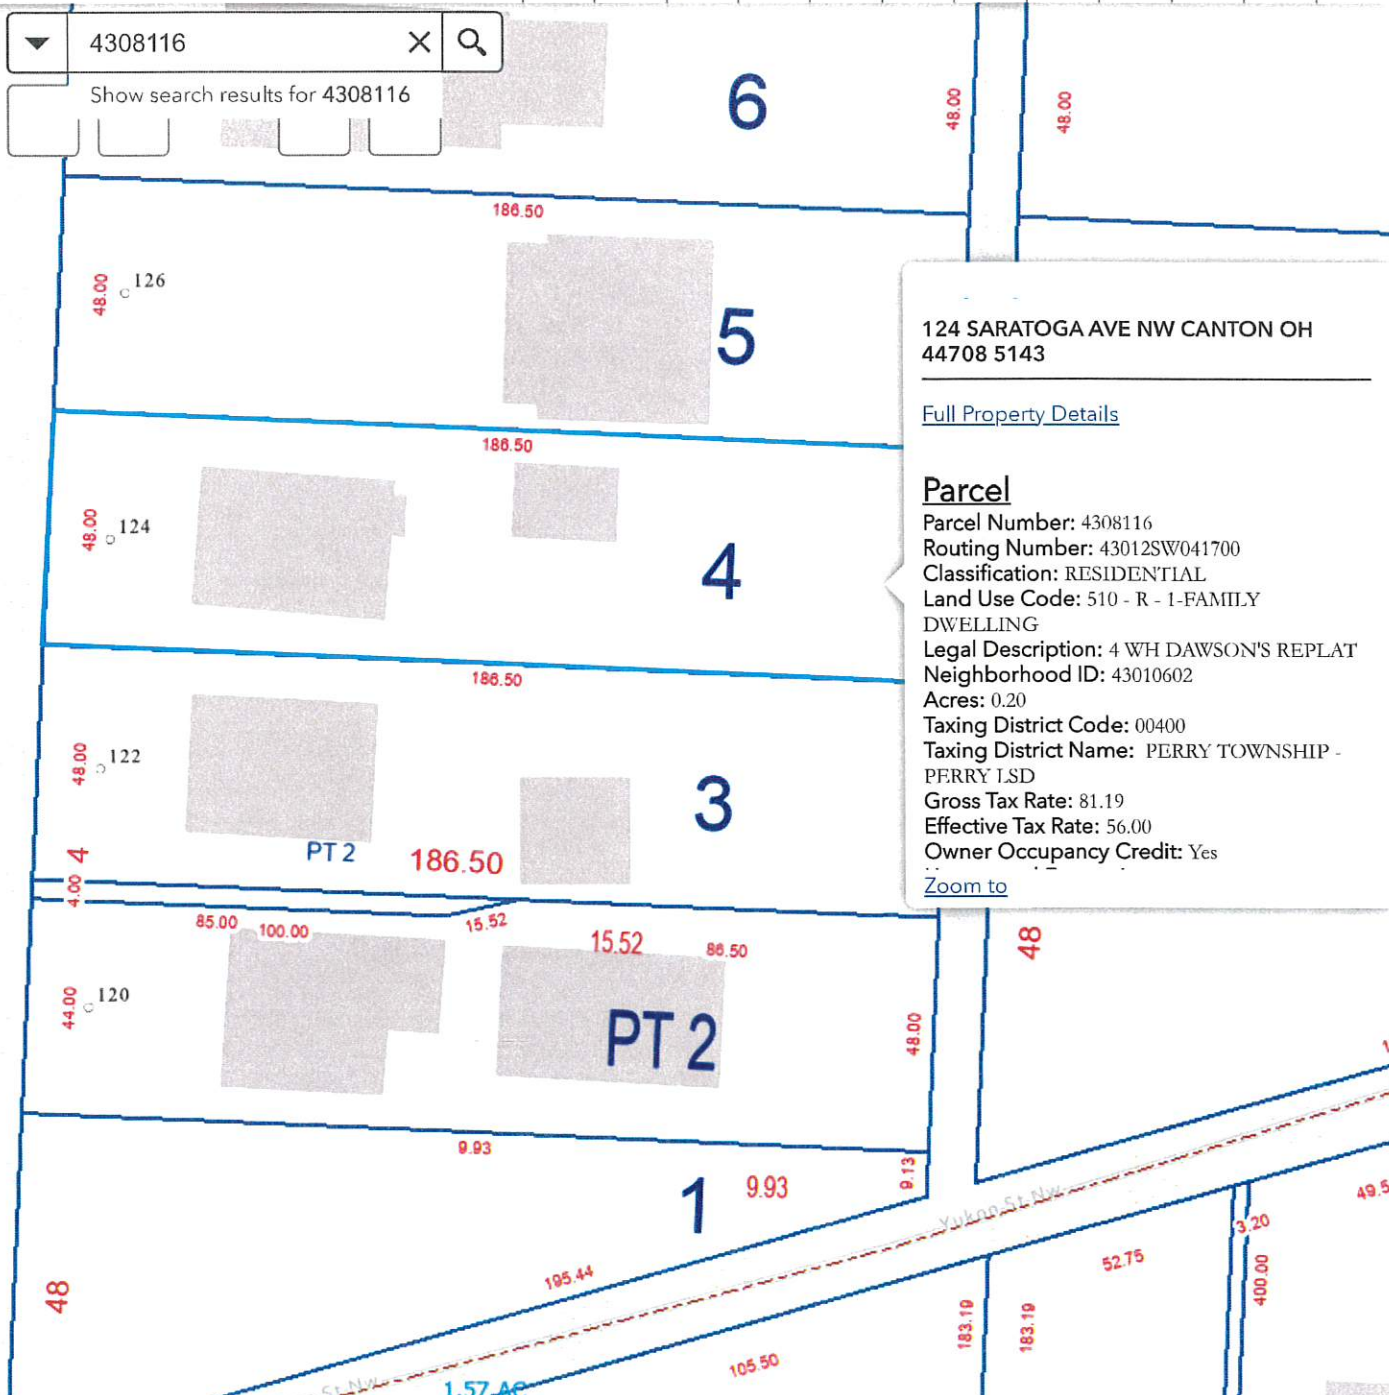 4308116
Show search results for 4308116
6
48.00
48.00
186.50
48.00
126
5
124 SARATOGA AVE NW CANTON OH
44708 5143
Full Property Details
186.50
48.00
124
4
Parcel
Parcel Number: 4308116
Routing Number: 43012SW041700
Classification: RESIDENTIAL
Land Use Code: 510 - R - 1-FAMILY
DWELLING
Legal Description: 4 WH DAWSON'S REPLAT
Neighborhood ID: 43010602
Acres: 0.20
Taxing District Code: 00400
Taxing District Name: PERRY TOWNSHIP -
PERRY LSD
Gross Tax Rate: 81.19
Effective Tax Rate: 56.00
Owner Occupancy Credit: Yes
Zoom to
186.50
48.00
122
3
PT 2
186.50
4
4.00
85.00
100.00
15.52
15.52
86.50
48
44.00
120
PT 2
48.00
9.93
1
9.93
9.13
Yukon St Nw
49.5
3.20
52.75
400.00
48
195.44
183.19
183.19
105.50
St Nw
1.57 AC